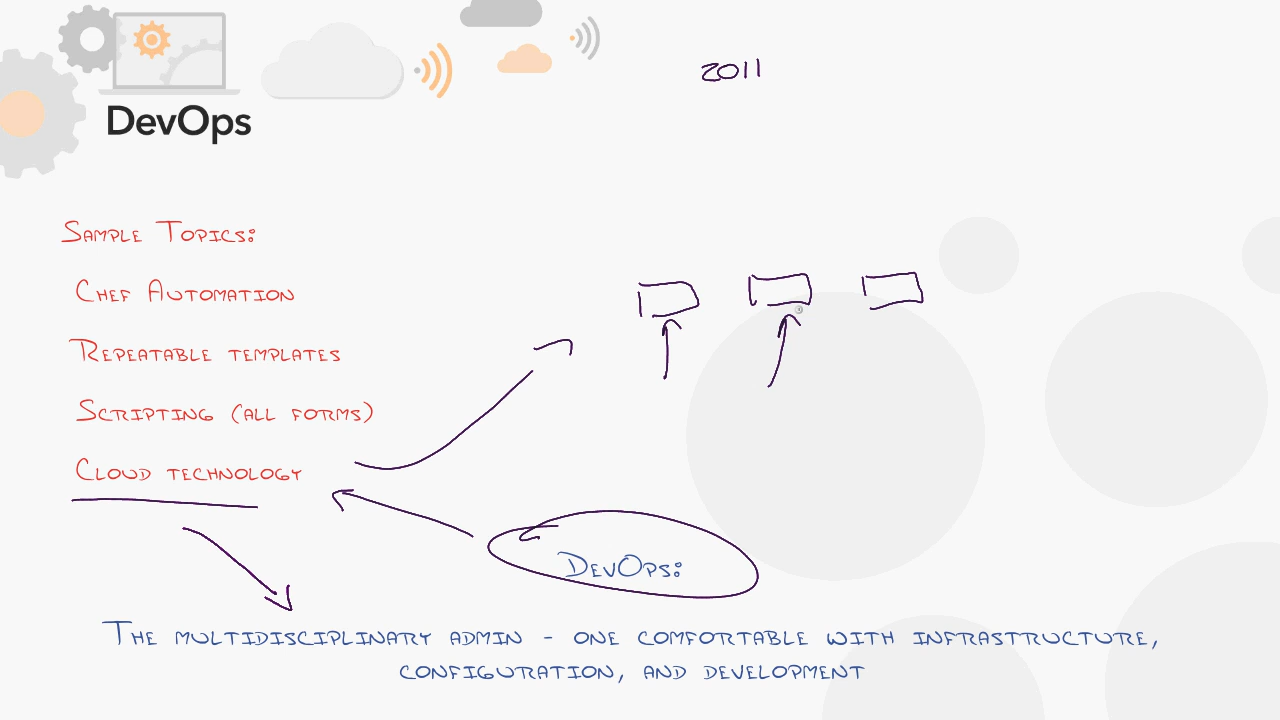 2011
DevOps
Sample Topics:
Chef Automation
Repeatable templates
Scripting (all forms)
Cloud technology
DevOps:
The multidisciplinary admin - one comfortable with infrastructure,
configuration, and development